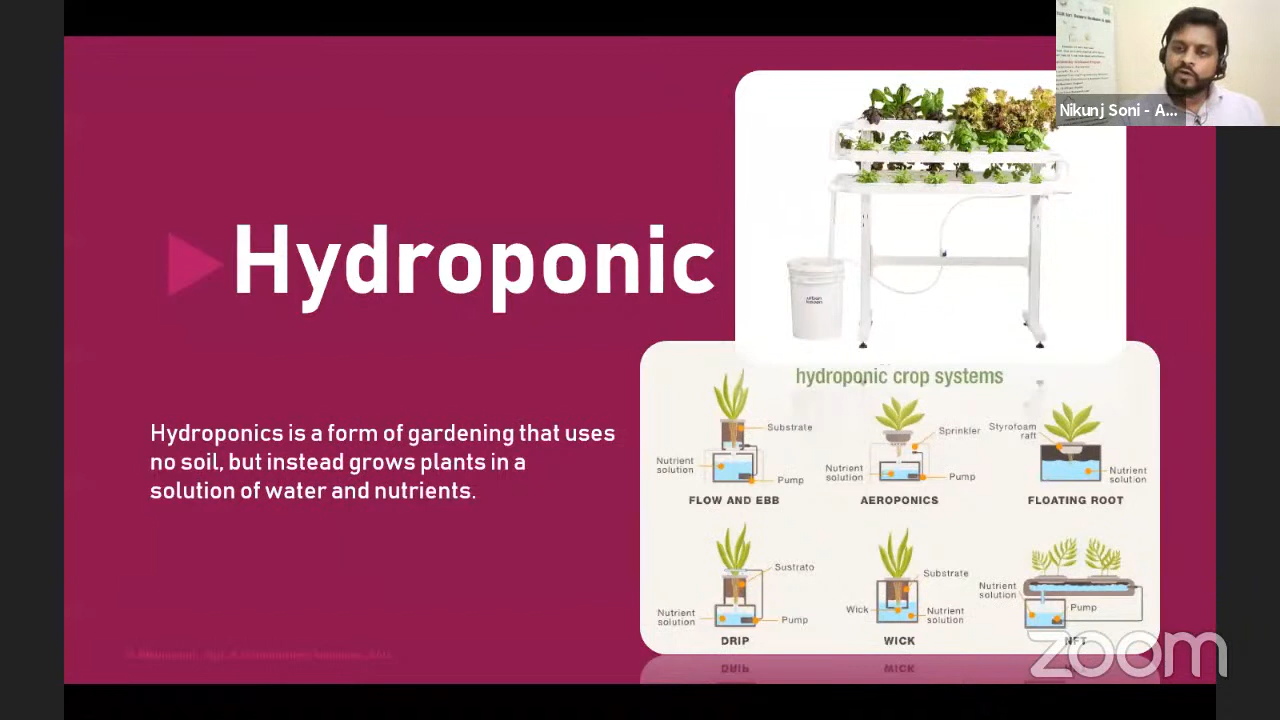 Nikunj Soni - A...
Hydroponic
Hydroponics is a form of gardening that uses
no soil, but instead grows plants in a
solution of water and nutrients.
hydroponic crop systems
Substrate
Nutrient
solution
Pump
FLOW AND EBB
Sprinkler
Nutrient
solution
Pump
AEROPONICS
Styrofoam
raft
Nutrient
solution
FLOATING ROOT
Sustrato
Nutrient
solution
Pump
DRIP
Substrate
Wick
Nutrient
solution
WICK
Nutrient
solution
Pump
NFT
zoom